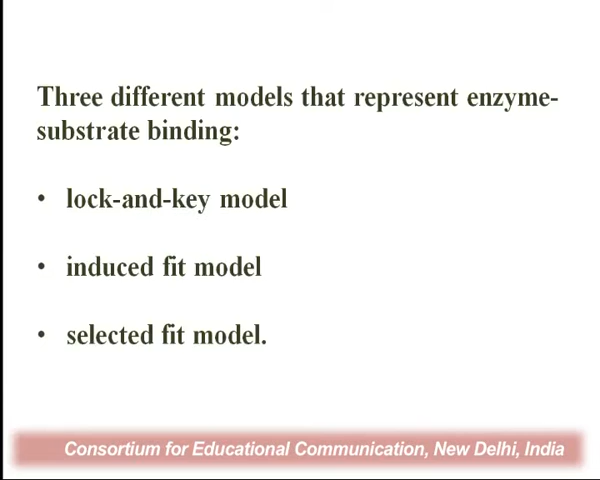 Three different models that represent enzyme-
substrate binding:
• lock-and-key model
• induced fit model
• selected fit model.
Consortium for Educational Communication, New Delhi, India